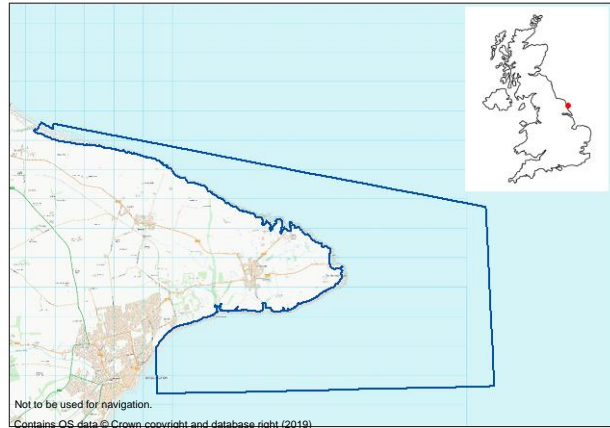 Not to be used for navigation.
Contains OS data © Crown copyright and database right (2019)